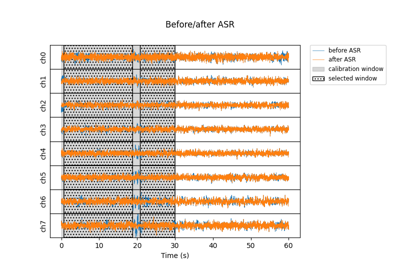 Before/after ASR
before ASR
after ASR
calibration window
selected window
ch0
ch1
ch2
ch3
ch4
ch5
ch6
ch7
0 10 20 30 40 50 60
Time (s)